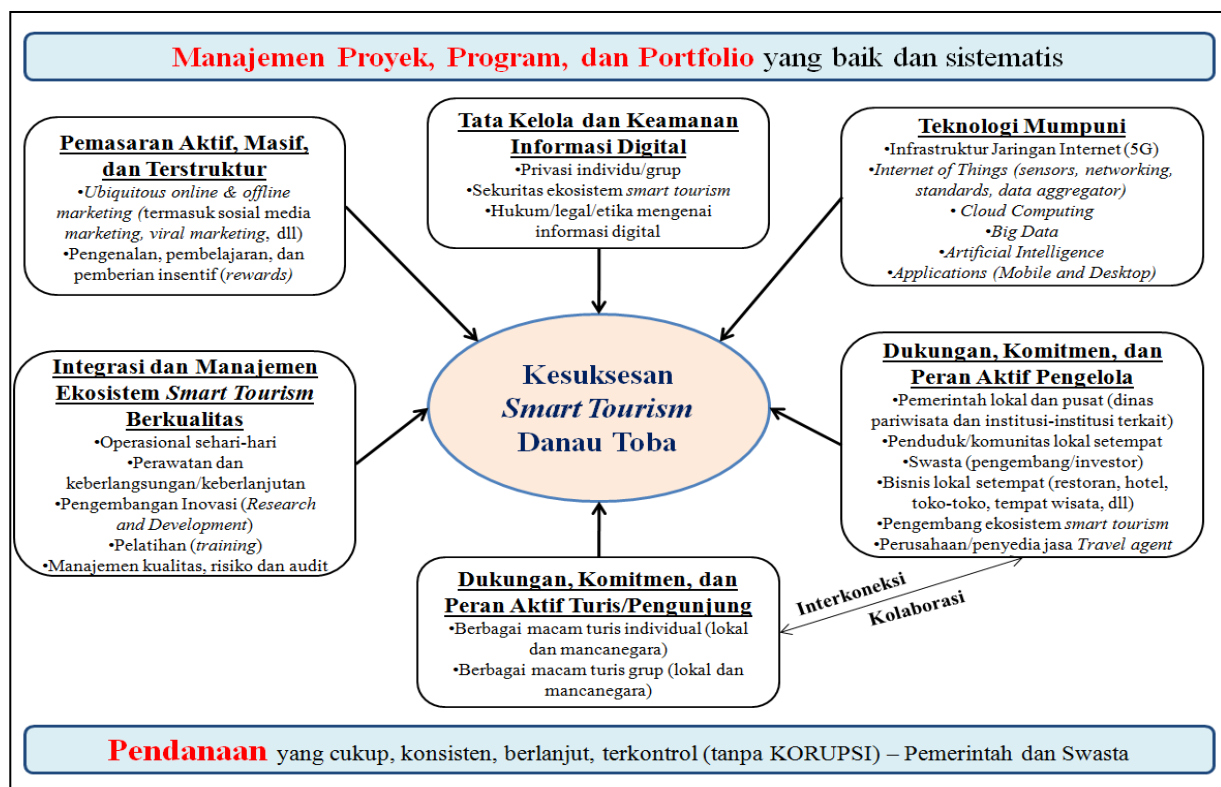 Manajemen Proyek, Program, dan Portfolio yang baik dan sistematis
Pemasaran Aktif, Masif,
dan Terstruktur
•Ubiquitous online & offline
marketing (termasuk sosial media
marketing, viral marketing, dll)
•Pengenalan, pembelajaran, dan
pemberian insentif (rewards)
Tata Kelola dan Keamanan
Informasi Digital
•Privasi individu/grup
•Sekuritas ekosistem smart tourism
•Hukum/legal/etika mengenai
informasi digital
Teknologi Mumpuni
•Infrastruktur Jaringan Internet (5G)
•Internet of Things (sensors, networking,
standards, data aggregator)
• Cloud Computing
•Big Data
•Artificial Intelligence
•Applications (Mobile and Desktop)
Integrasi dan Manajemen
Ekosistem Smart Tourism
Berkualitas
•Operasional sehari-hari
•Perawatan dan
keberlangsungan/keberlanjutan
•Pengembangan Inovasi (Research
and Development)
•Pelatihan (training)
•Manajemen kualitas, risiko dan audit
Kesuksesan
Smart Tourism
Danau Toba
Dukungan, Komitmen, dan
Peran Aktif Pengelola
•Pemerintah lokal dan pusat (dinas
pariwisata dan institusi-institusi terkait)
•Penduduk/komunitas lokal setempat
•Swasta (pengembang/investor)
•Bisnis lokal setempat (restoran, hotel,
toko-toko, tempat wisata, dll)
•Pengembang ekosistem smart tourism
•Perusahaan/penyedia jasa Travel agent
Dukungan, Komitmen, dan
Peran Aktif Turis/Pengunjung
•Berbagai macam turis individual (lokal
dan mancanegara)
•Berbagai macam turis grup (lokal dan
mancanegara)
Interkoneksi
Kolaborasi
Pendanaan yang cukup, konsisten, berlanjut, terkontrol (tanpa KORUPSI) – Pemerintah dan Swasta